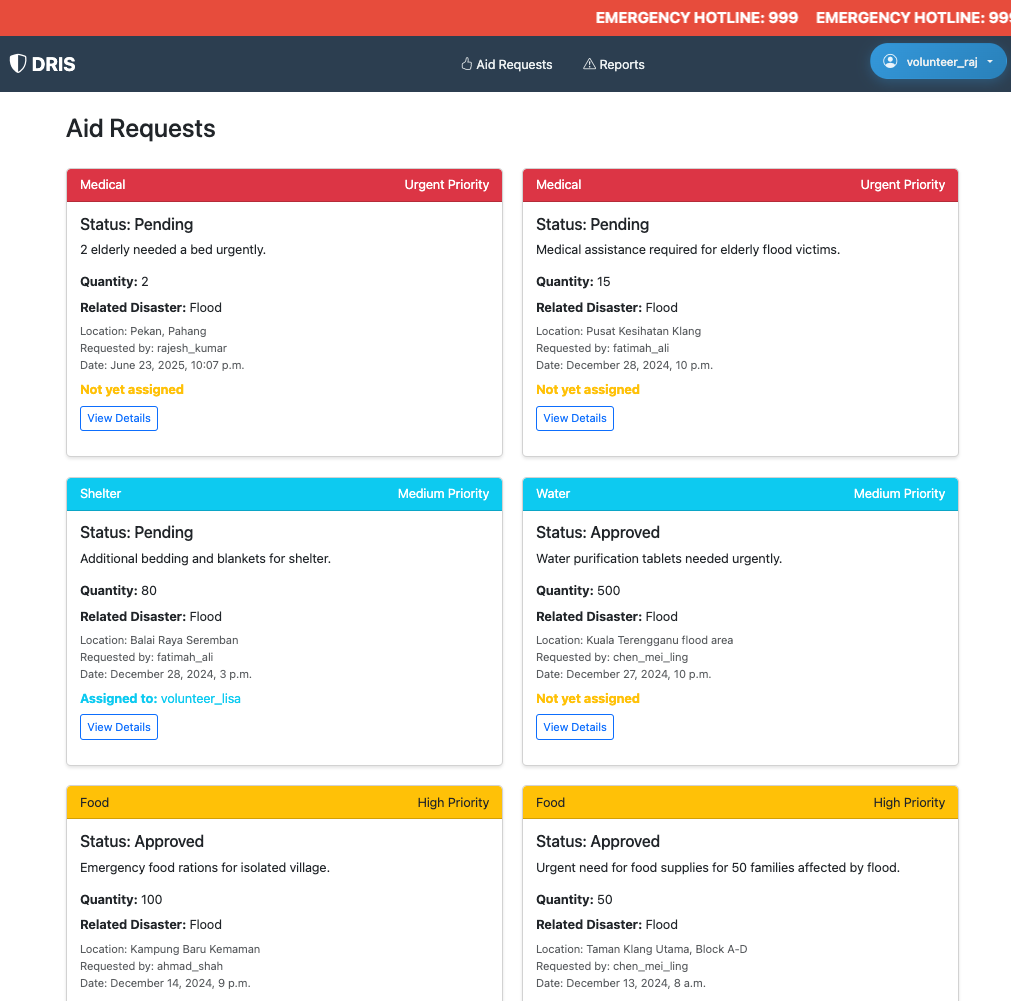 EMERGENCY HOTLINE: 999 EMERGENCY HOTLINE: 99
DRIS
Aid Requests
Reports
volunteer_raj
Aid Requests
Medical
Urgent Priority
Status: Pending
2 elderly needed a bed urgently.
Quantity: 2
Related Disaster: Flood
Location: Pekan, Pahang
Requested by: rajesh_kumar
Date: June 23, 2025, 10:07 p.m.
Not yet assigned
View Details
Medical
Urgent Priority
Status: Pending
Medical assistance required for elderly flood victims.
Quantity: 15
Related Disaster: Flood
Location: Pusat Kesihatan Klang
Requested by: fatimah_ali
Date: December 28, 2024, 10 p.m.
Not yet assigned
View Details
Shelter
Medium Priority
Status: Pending
Additional bedding and blankets for shelter.
Quantity: 80
Related Disaster: Flood
Location: Balai Raya Seremban
Requested by: fatimah_ali
Date: December 28, 2024, 3 p.m.
Assigned to: volunteer_lisa
View Details
Water
Medium Priority
Status: Approved
Water purification tablets needed urgently.
Quantity: 500
Related Disaster: Flood
Location: Kuala Terengganu flood area
Requested by: chen_mei_ling
Date: December 27, 2024, 10 p.m.
Not yet assigned
View Details
Food
High Priority
Status: Approved
Emergency food rations for isolated village.
Quantity: 100
Related Disaster: Flood
Location: Kampung Baru Kemaman
Requested by: ahmad_shah
Date: December 14, 2024, 9 p.m.
Food
High Priority
Status: Approved
Urgent need for food supplies for 50 families affected by flood.
Quantity: 50
Related Disaster: Flood
Location: Taman Klang Utama, Block A-D
Requested by: chen_mei_ling
Date: December 13, 2024, 8 a.m.